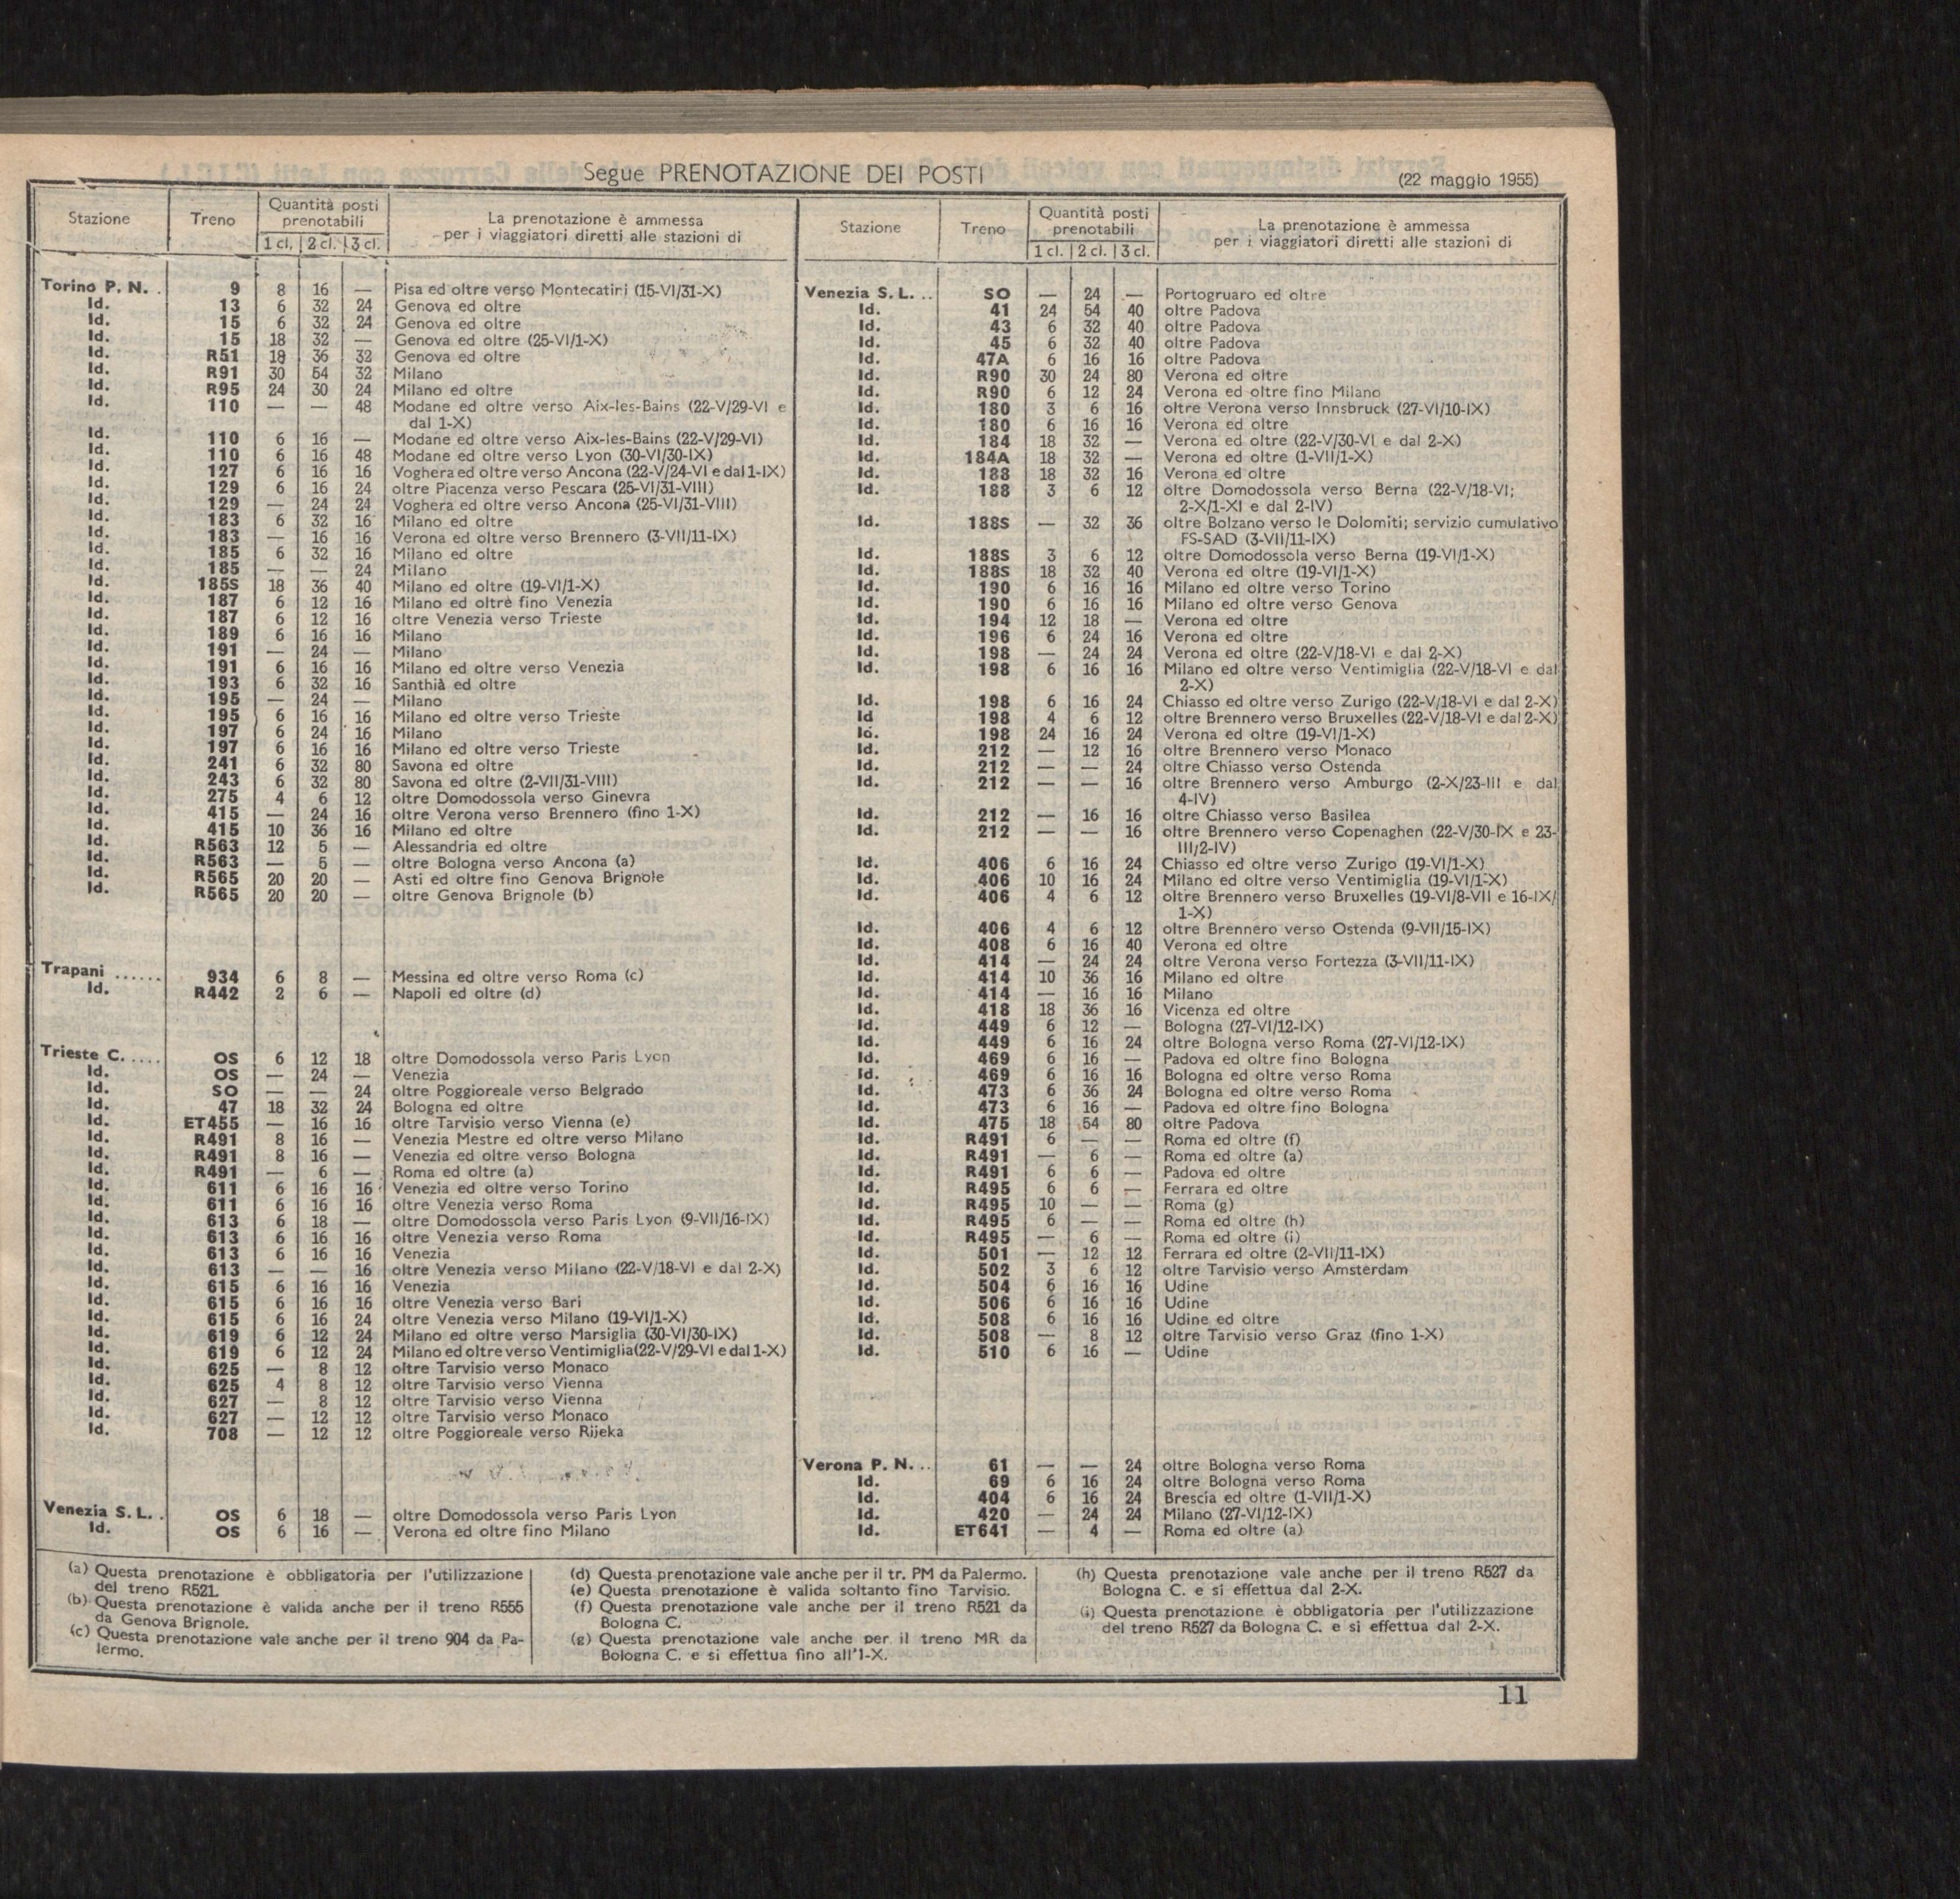 Segue PRENOTAZIONE DEI POSTI
(22 maggio 1955)
Stazione Treno Quantità posti prenotabili La prenotazione è ammessa
1 cl. 2 cl. 3 cl. per i viaggiatori diretti alle stazioni di
Torino P. N. . 9 8 16 — Pisa ed oltre verso Montecatini (15-VI/31-X)
Id. 13 6 32 24 Genova ed oltre
Id. 15 6 32 24 Genova ed oltre
Id. 15 18 32 — Genova ed oltre (25-VI/1-X)
Id. R51 18 36 32 Genova ed oltre
Id. R91 30 54 32 Milano
Id. R95 24 30 24 Milano ed oltre
Id. 110 — — 48 Modane ed oltre verso Aix-les-Bains (22-V/29-VI e
dal 1-X)
Id. 110 6 16 — Modane ed oltre verso Aix-les-Bains (22-V/29-VI)
Id. 110 6 16 48 Modane ed oltre verso Lyon (30-VI/30-IX)
Id. 127 6 16 16 Voghera ed oltre verso Ancona (22-V/24-VI e dal 1-IX)
Id. 129 6 16 24 oltre Piacenza verso Pescara (25-VI/31-VIII)
Id. 129 — 24 24 Voghera ed oltre verso Ancona (25-VI/31-VIII)
Id. 183 6 32 16 Milano ed oltre
Id. 183 — 16 16 Verona ed oltre verso Brennero (3-VII/11-IX)
Id. 185 6 32 16 Milano ed oltre
Id. 185 — — 24 Milano
Id. 185S 18 36 40 Milano ed oltre (19-VI/1-X)
Id. 187 6 12 16 Milano ed oltre fino Venezia
Id. 187 6 12 16 oltre Venezia verso Trieste
Id. 189 6 16 16 Milano
Id. 191 — 24 — Milano
Id. 191 6 16 16 Milano ed oltre verso Venezia
Id. 193 6 32 16 Santhià ed oltre
Id. 195 — 24 — Milano
Id. 195 6 16 16 Milano ed oltre verso Trieste
Id. 197 6 24 16 Milano
Id. 197 6 16 16 Milano ed oltre verso Trieste
Id. 241 6 32 80 Savona ed oltre
Id. 243 6 32 80 Savona ed oltre (2-VII/31-VIII)
Id. 275 4 6 12 oltre Domodossola verso Ginevra
Id. 415 — 24 16 oltre Verona verso Brennero (fino 1-X)
Id. 415 10 36 16 Milano ed oltre
Id. R563 12 5 — Alessandria ed oltre
Id. R563 — 5 — oltre Bologna verso Ancona (a)
Id. R565 20 20 — Asti ed oltre fino Genova Brignole
Id. R565 20 20 — oltre Genova Brignole (b)
Trapani ...... 934 6 8 — Messina ed oltre verso Roma (c)
Id. R442 2 6 — Napoli ed oltre (d)
Trieste C. .... OS 6 12 18 oltre Domodossola verso Paris Lyon
Id. OS — 24 — Venezia
Id. SO — — 24 oltre Poggioreale verso Belgrado
Id. 47 18 32 24 Bologna ed oltre
Id. ET455 — 16 16 oltre Tarvisio verso Vienna (e)
Id. R491 8 16 — Venezia Mestre ed oltre verso Milano
Id. R491 8 16 — Venezia ed oltre verso Bologna
Id. R491 — 6 — Roma ed oltre (a)
Id. 611 6 16 16 Venezia ed oltre verso Torino
Id. 611 6 16 16 oltre Venezia verso Roma
Id. 613 6 18 — oltre Domodossola verso Paris Lyon (9-VII/16-IX)
Id. 613 6 16 16 oltre Venezia verso Roma
Id. 613 6 16 16 Venezia
Id. 613 — — 16 oltre Venezia verso Milano (22-V/18-VI e dal 2-X)
Id. 615 6 16 16 Venezia
Id. 615 6 16 16 oltre Venezia verso Bari
Id. 615 6 16 24 oltre Venezia verso Milano (19-VI/1-X)
Id. 619 6 12 24 Milano ed oltre verso Marsiglia (30-VI/30-IX)
Id. 619 6 12 24 Milano ed oltre verso Ventimiglia (22-V/29-VI e dal 1-X)
Id. 625 — 8 12 oltre Tarvisio verso Monaco
Id. 625 4 8 12 oltre Tarvisio verso Vienna
Id. 627 — 8 12 oltre Tarvisio verso Vienna
Id. 627 — 12 12 oltre Tarvisio verso Monaco
Id. 708 — 12 12 oltre Poggioreale verso Rijeka
Venezia S. L. . OS 6 18 — oltre Domodossola verso Paris Lyon
Id. OS 6 16 — Verona ed oltre fino Milano
Stazione Treno Quantità posti prenotabili La prenotazione è ammessa
1 cl. 2 cl. 3 cl. per i viaggiatori diretti alle stazioni di
Venezia S. L. .. SO — 24 — Portogruaro ed oltre
Id. 41 24 54 40 oltre Padova
Id. 43 6 32 40 oltre Padova
Id. 45 6 32 40 oltre Padova
Id. 47A 6 16 16 oltre Padova
Id. R90 30 24 80 Verona ed oltre
Id. R90 6 12 24 Verona ed oltre fino Milano
Id. 180 3 6 16 oltre Verona verso Innsbruck (27-VI/10-IX)
Id. 180 6 16 16 Verona ed oltre
Id. 184 18 32 — Verona ed oltre (22-V/30-VI e dal 2-X)
Id. 184A 18 32 — Verona ed oltre (1-VII/1-X)
Id. 188 18 32 16 Verona ed oltre
Id. 188 3 6 12 oltre Domodossola verso Berna (22-V/18-VI;
2-X/1-XI e dal 2-IV)
Id. 188S — 32 36 oltre Bolzano verso le Dolomiti; servizio cumulativo
FS-SAD (3-VII/11-IX)
Id. 188S 3 6 12 oltre Domodossola verso Berna (19-VI/1-X)
Id. 188S 18 32 40 Verona ed oltre (19-VI/1-X)
Id. 190 6 16 16 Milano ed oltre verso Torino
Id. 190 6 16 16 Milano ed oltre verso Genova
Id. 194 12 18 — Verona ed oltre
Id. 196 6 24 16 Verona ed oltre
Id. 198 — 24 24 Verona ed oltre (22-V/18-VI e dal 2-X)
Id. 198 6 16 16 Milano ed oltre verso Ventimiglia (22-V/18-VI e dal
2-X)
Id. 198 6 16 24 Chiasso ed oltre verso Zurigo (22-V/18-VI e dal 2-X)
Id 198 4 6 12 oltre Brennero verso Bruxelles (22-V/18-VI e dal 2-X)
Id. 198 24 16 24 Verona ed oltre (19-VI/1-X)
Id. 212 — 12 16 oltre Brennero verso Monaco
Id. 212 — — 24 oltre Chiasso verso Ostenda
Id. 212 — — 16 oltre Brennero verso Amburgo (2-X/23-III e dal
4-IV)
Id. 212 — 16 16 oltre Chiasso verso Basilea
Id. 212 — — 16 oltre Brennero verso Copenaghen (22-V/30-IX e 23-
III/2-IV)
Id. 406 6 16 24 Chiasso ed oltre verso Zurigo (19-VI/1-X)
Id. 406 10 16 24 Milano ed oltre verso Ventimiglia (19-VI/1-X)
Id. 406 4 6 12 oltre Brennero verso Bruxelles (19-VI/8-VII e 16-IX/
1-X)
Id. 406 4 6 12 oltre Brennero verso Ostenda (9-VII/15-IX)
Id. 408 6 16 40 Verona ed oltre
Id. 414 — 24 24 oltre Verona verso Fortezza (3-VII/11-IX)
Id. 414 10 36 16 Milano ed oltre
Id. 414 — 16 16 Milano
Id. 418 18 36 16 Vicenza ed oltre
Id. 449 6 12 — Bologna (27-VI/12-IX)
Id. 449 6 16 24 oltre Bologna verso Roma (27-VI/12-IX)
Id. 469 6 16 — Padova ed oltre fino Bologna
Id. 469 6 16 16 Bologna ed oltre verso Roma
Id. 473 6 36 24 Bologna ed oltre verso Roma
Id. 473 6 16 — Padova ed oltre fino Bologna
Id. 475 18 54 80 oltre Padova
Id. R491 6 — — Roma ed oltre (f)
Id. R491 — 6 — Roma ed oltre (a)
Id. R491 6 6 — Padova ed oltre
Id. R495 6 6 — Ferrara ed oltre
Id. R495 10 — — Roma (g)
Id. R495 6 — — Roma ed oltre (h)
Id. R495 — 6 — Roma ed oltre (i)
Id. 501 — 12 12 Ferrara ed oltre (2-VII/11-IX)
Id. 502 3 6 12 oltre Tarvisio verso Amsterdam
Id. 504 6 16 16 Udine
Id. 506 6 16 16 Udine
Id. 508 6 16 16 Udine ed oltre
Id. 508 — 8 12 oltre Tarvisio verso Graz (fino 1-X)
Id. 510 6 16 — Udine
Verona P. N. .. 61 — — 24 oltre Bologna verso Roma
Id. 69 6 16 24 oltre Bologna verso Roma
Id. 404 6 16 24 Brescia ed oltre (1-VII/1-X)
Id. 420 — 24 24 Milano (27-VI/12-IX)
Id. ET641 — 4 — Roma ed oltre (a)
(a) Questa prenotazione è obbligatoria per l'utilizzazione
del treno R521.
(b) Questa prenotazione è valida anche per il treno R555
da Genova Brignole.
(c) Questa prenotazione vale anche per il treno 904 da Pa-
lermo.
(d) Questa prenotazione vale anche per il tr. PM da Palermo.
(e) Questa prenotazione è valida soltanto fino Tarvisio.
(f) Questa prenotazione vale anche per il treno R521 da
Bologna C.
(g) Questa prenotazione vale anche per il treno MR da
Bologna C. e si effettua fino all'1-X.
(h) Questa prenotazione vale anche per il treno R527 da
Bologna C. e si effettua dal 2-X.
(i) Questa prenotazione è obbligatoria per l'utilizzazione
del treno R527 da Bologna C. e si effettua dal 2-X.
11